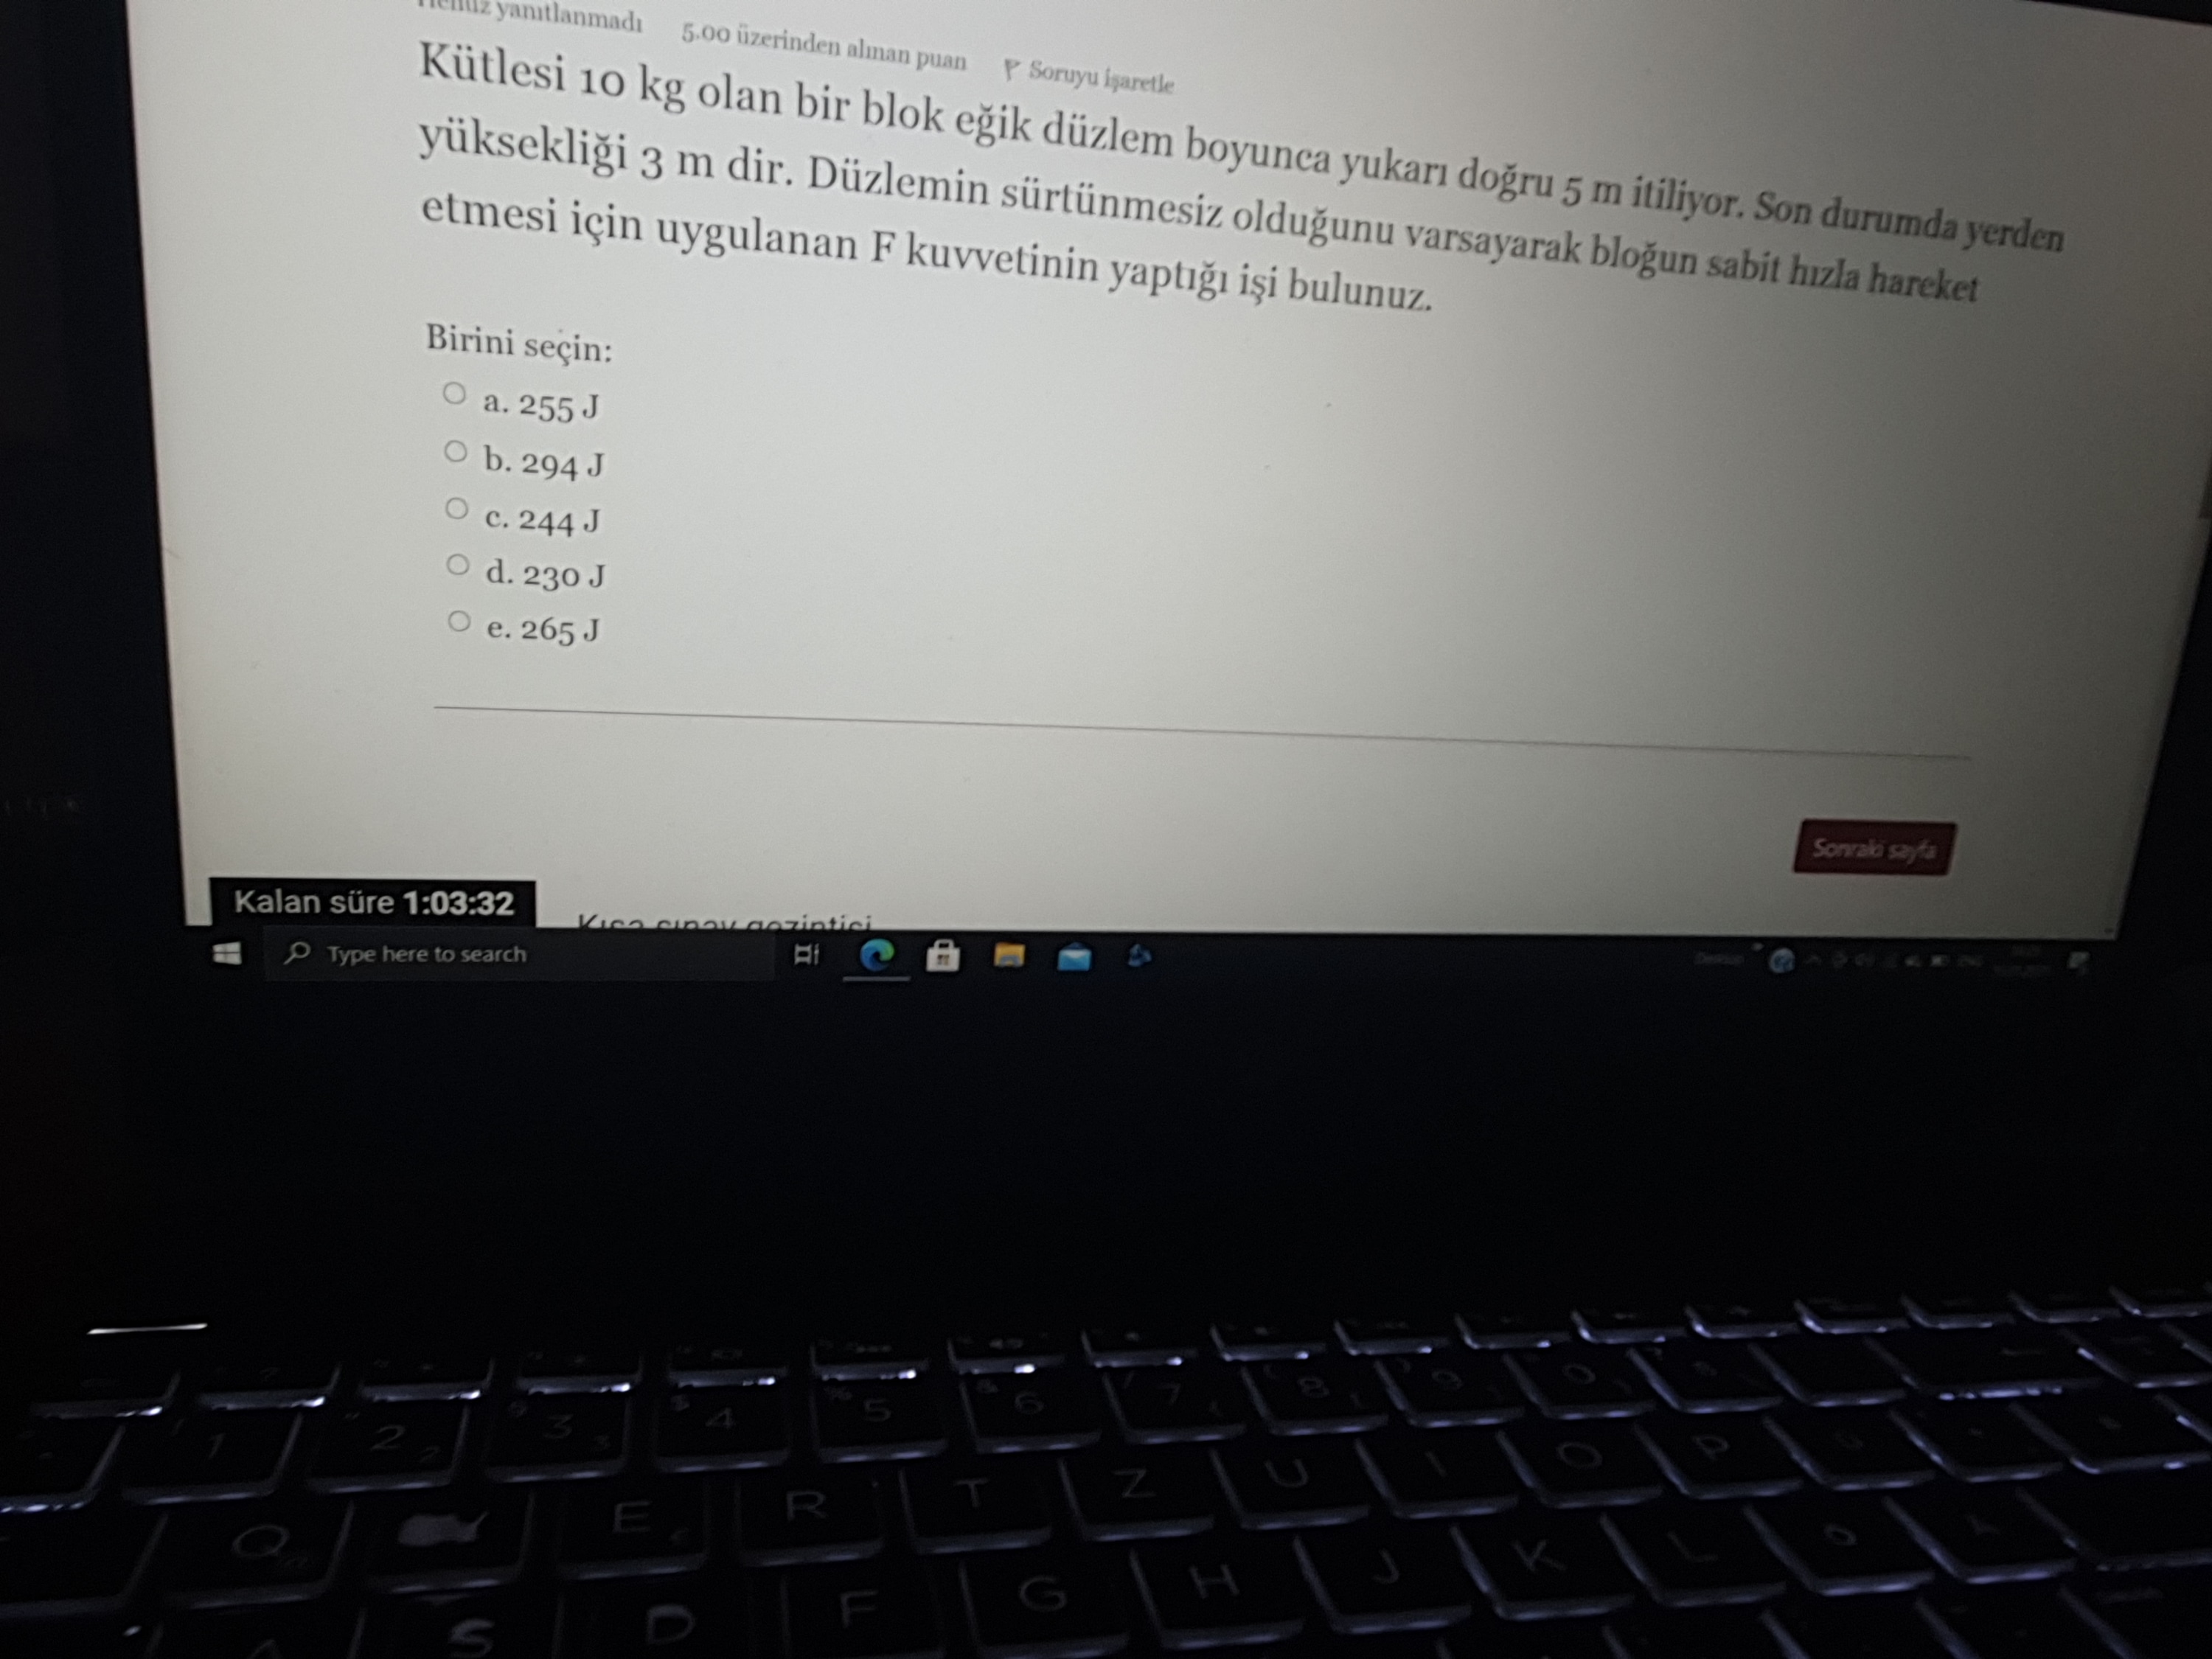 yanıtlanmadı 5.00 üzerinden alınan puan Soruyu işaretle
Kütlesi 10 kg olan bir blok eğik düzlem boyunca yukarı doğru 5 m itiliyor. Son durumda yerden
yüksekliği 3 m dir. Düzlemin sürtünmesiz olduğunu varsayarak bloğun sabit hızla hareket
etmesi için uygulanan F kuvvetinin yaptığı işi bulunuz.
Birini seçin:
a. 255 J
b. 294 J
c. 244 J
d. 230 J
e. 265 J
Sonraki sayfa
Kalan süre 1:03:32
Kısa sınav gezintisi
Type here to search
Desktop
1 2 3 4 5 6 7 8 9 0
Q E R T Z U I O P
S D F G H J K L